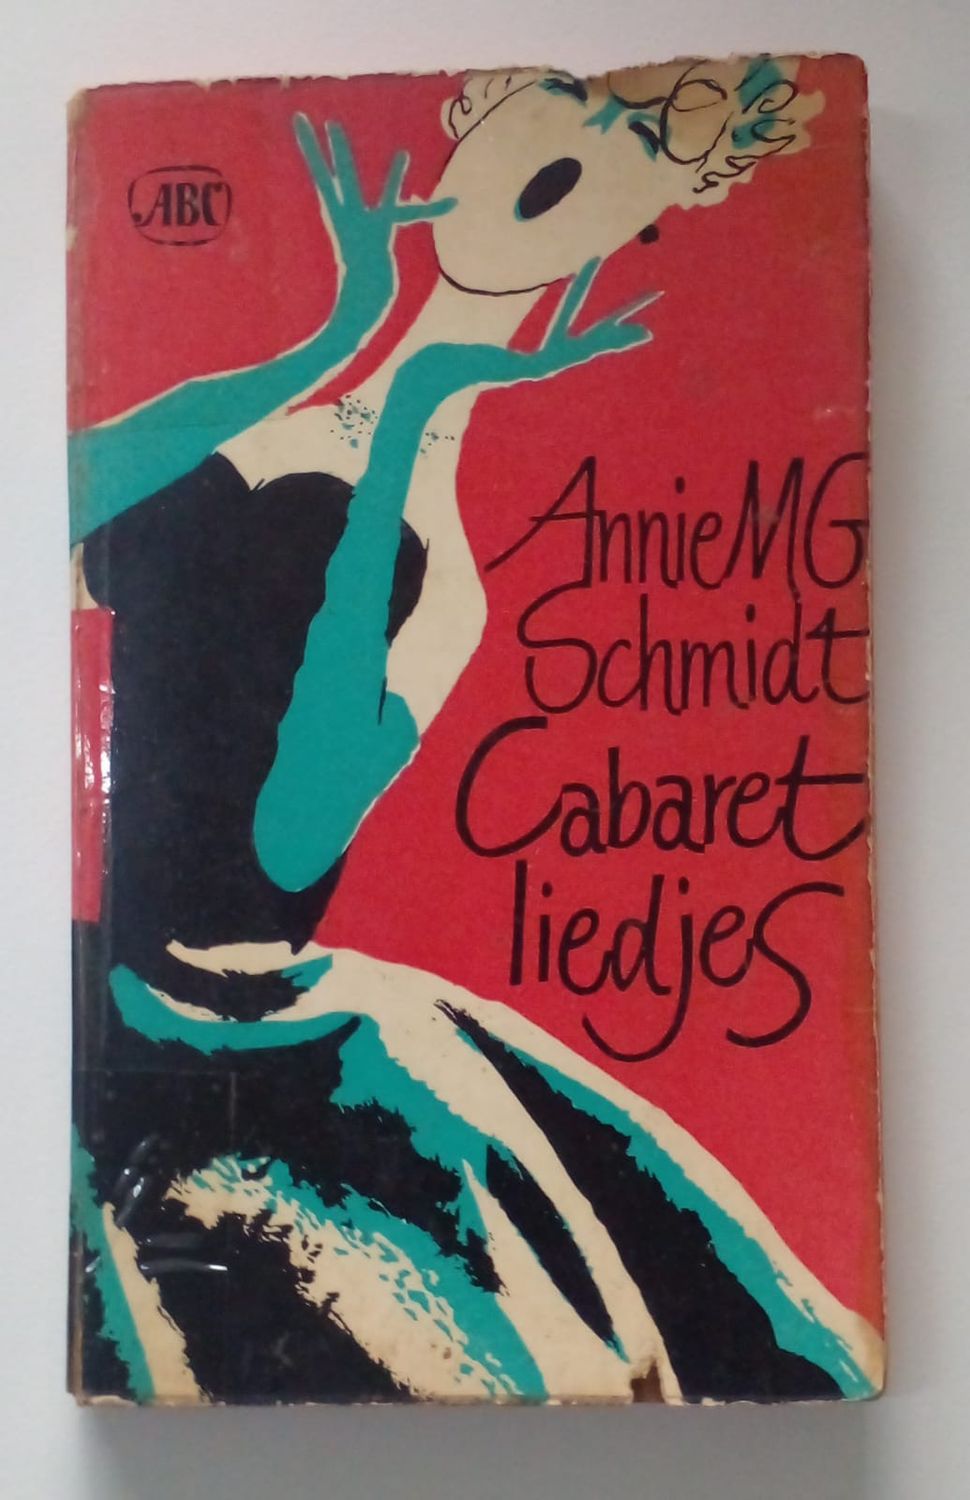 ABC
Annie MG
Schmidt
Cabaret
liedjes